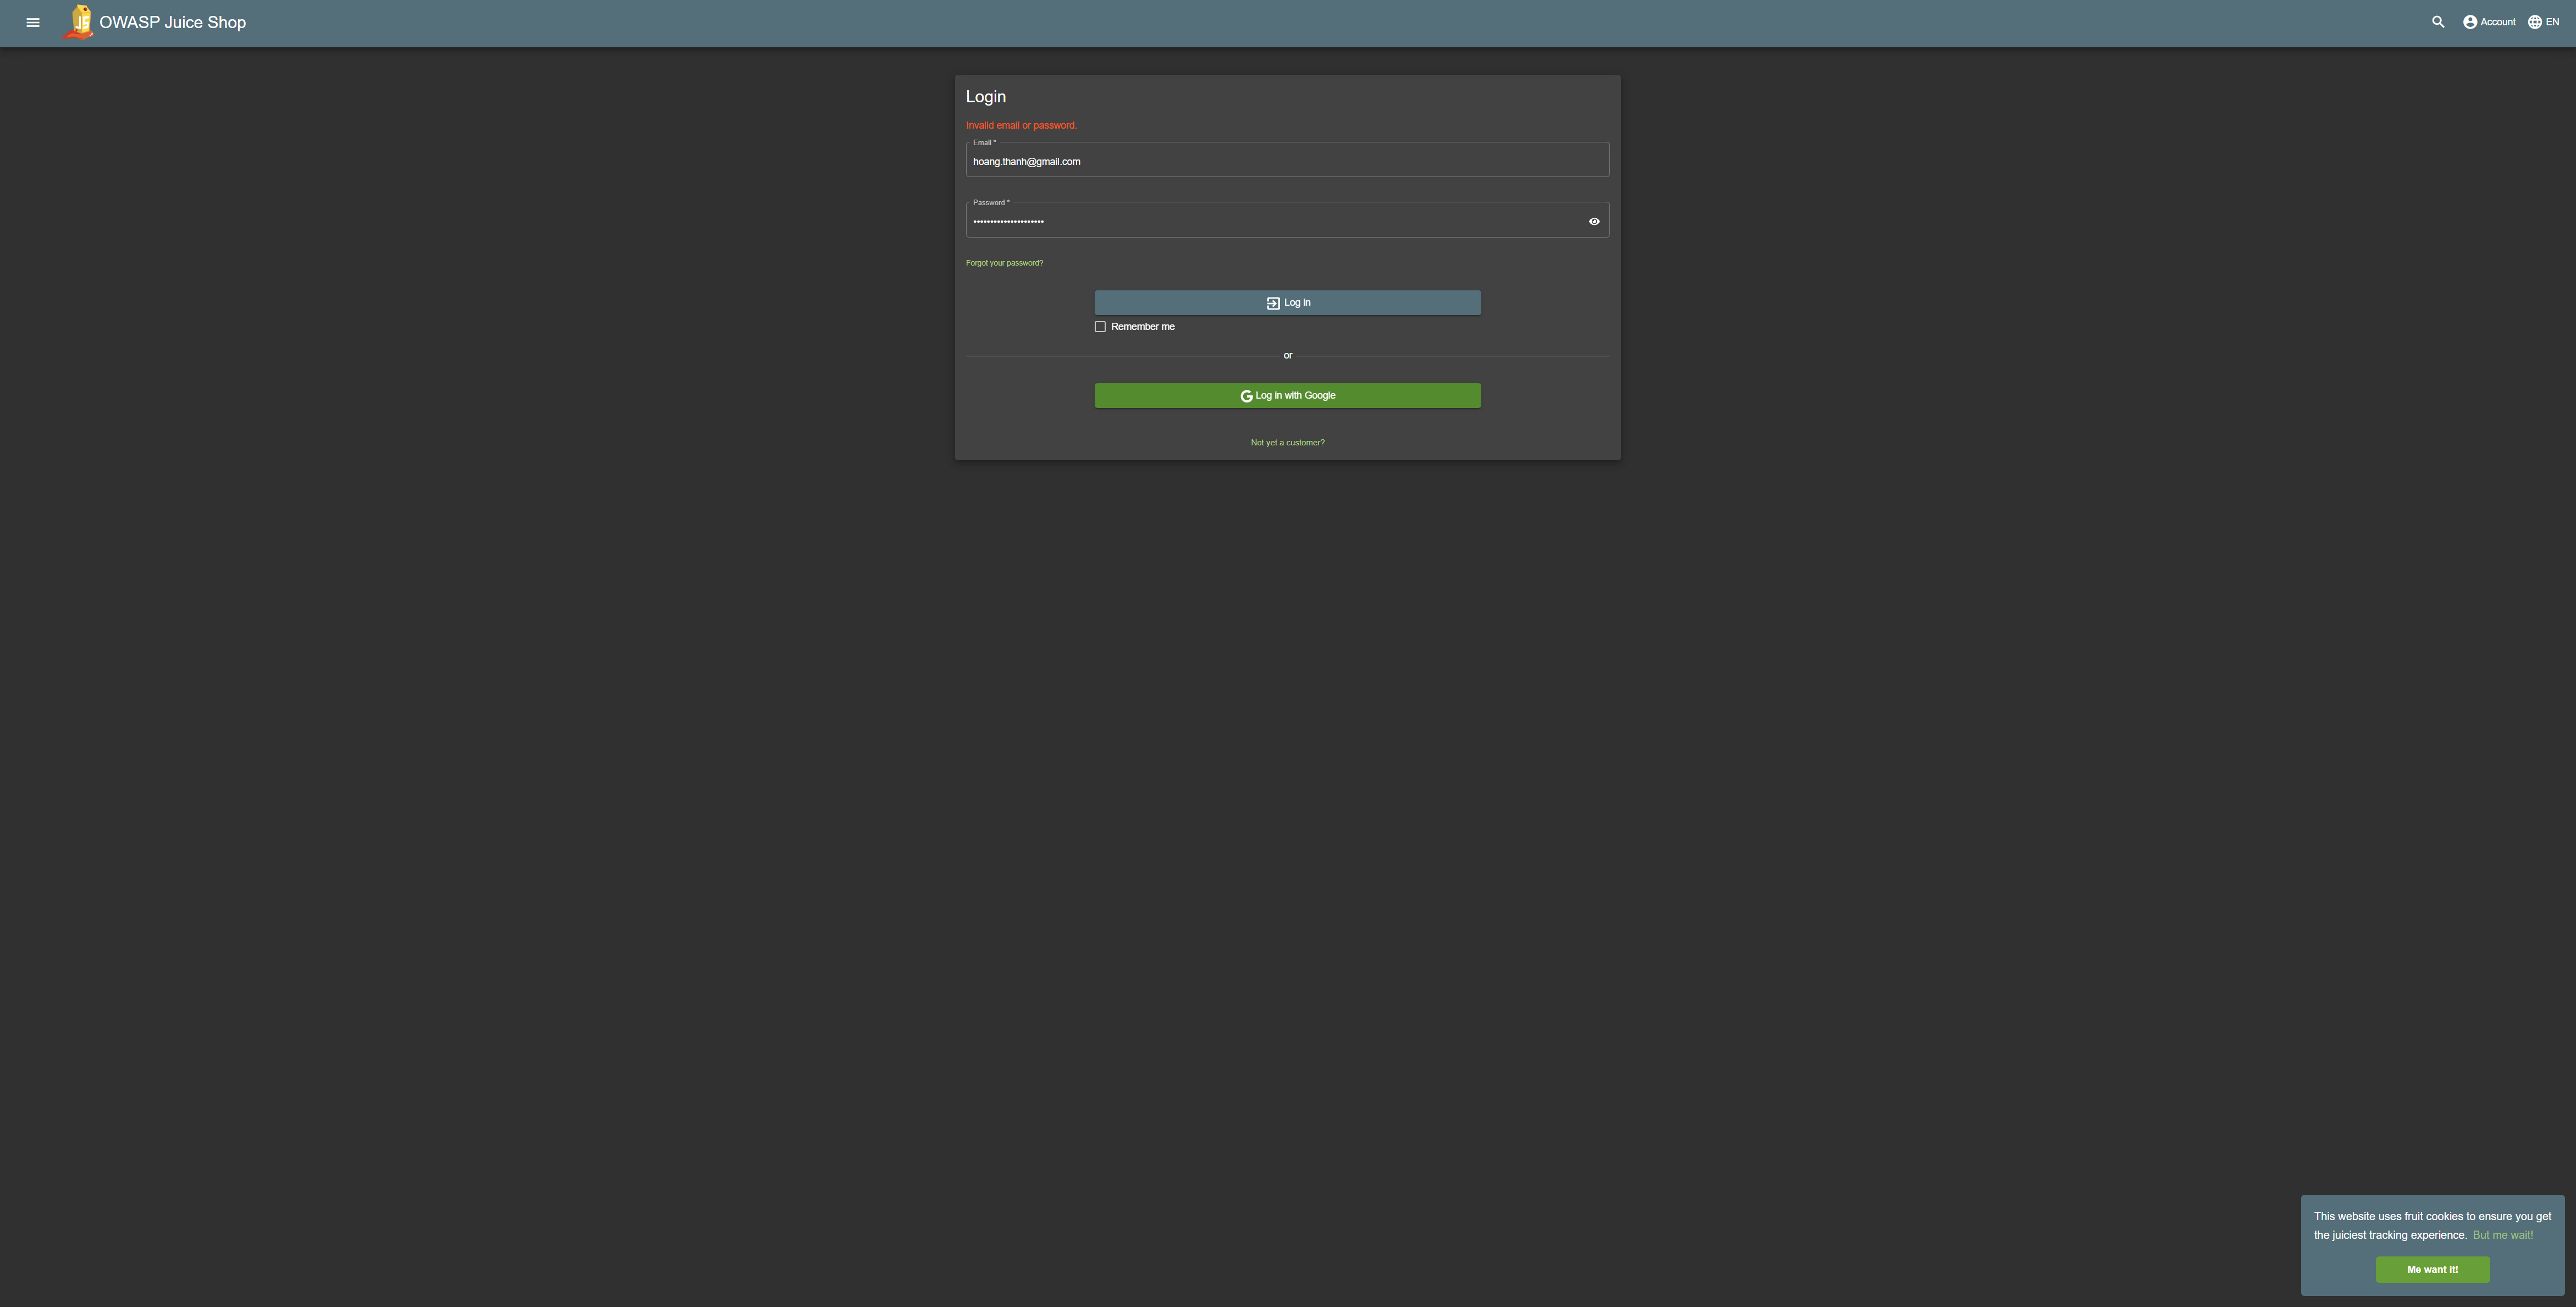 OWASP Juice Shop
Account
EN
Login
Invalid email or password.
Email *
hoang.thanh@gmail.com
Password *
•••••••••••••••••••••
Forgot your password?
Log in
Remember me
or
Log in with Google
Not yet a customer?
This website uses fruit cookies to ensure you get
the juiciest tracking experience. But me wait!
Me want it!